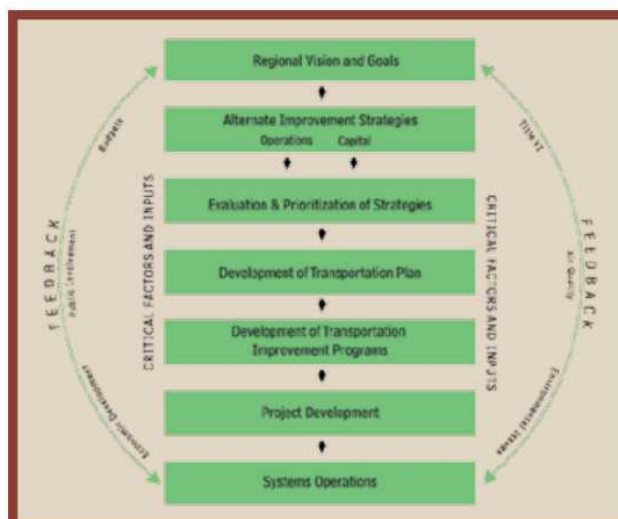 Regional Vision and Goals
Alternate Improvement Strategies
Operations Capital
Evaluation & Prioritization of Strategies
Development of Transportation Plan
Development of Transportation
Improvement Programs
Project Development
Systems Operations
FEEDBACK
Budgets
Public Involvement
Economic Development
CRITICAL FACTORS AND INPUTS
CRITICAL FACTORS AND INPUTS
Title VI
Air Quality
Environmental Issues
FEEDBACK